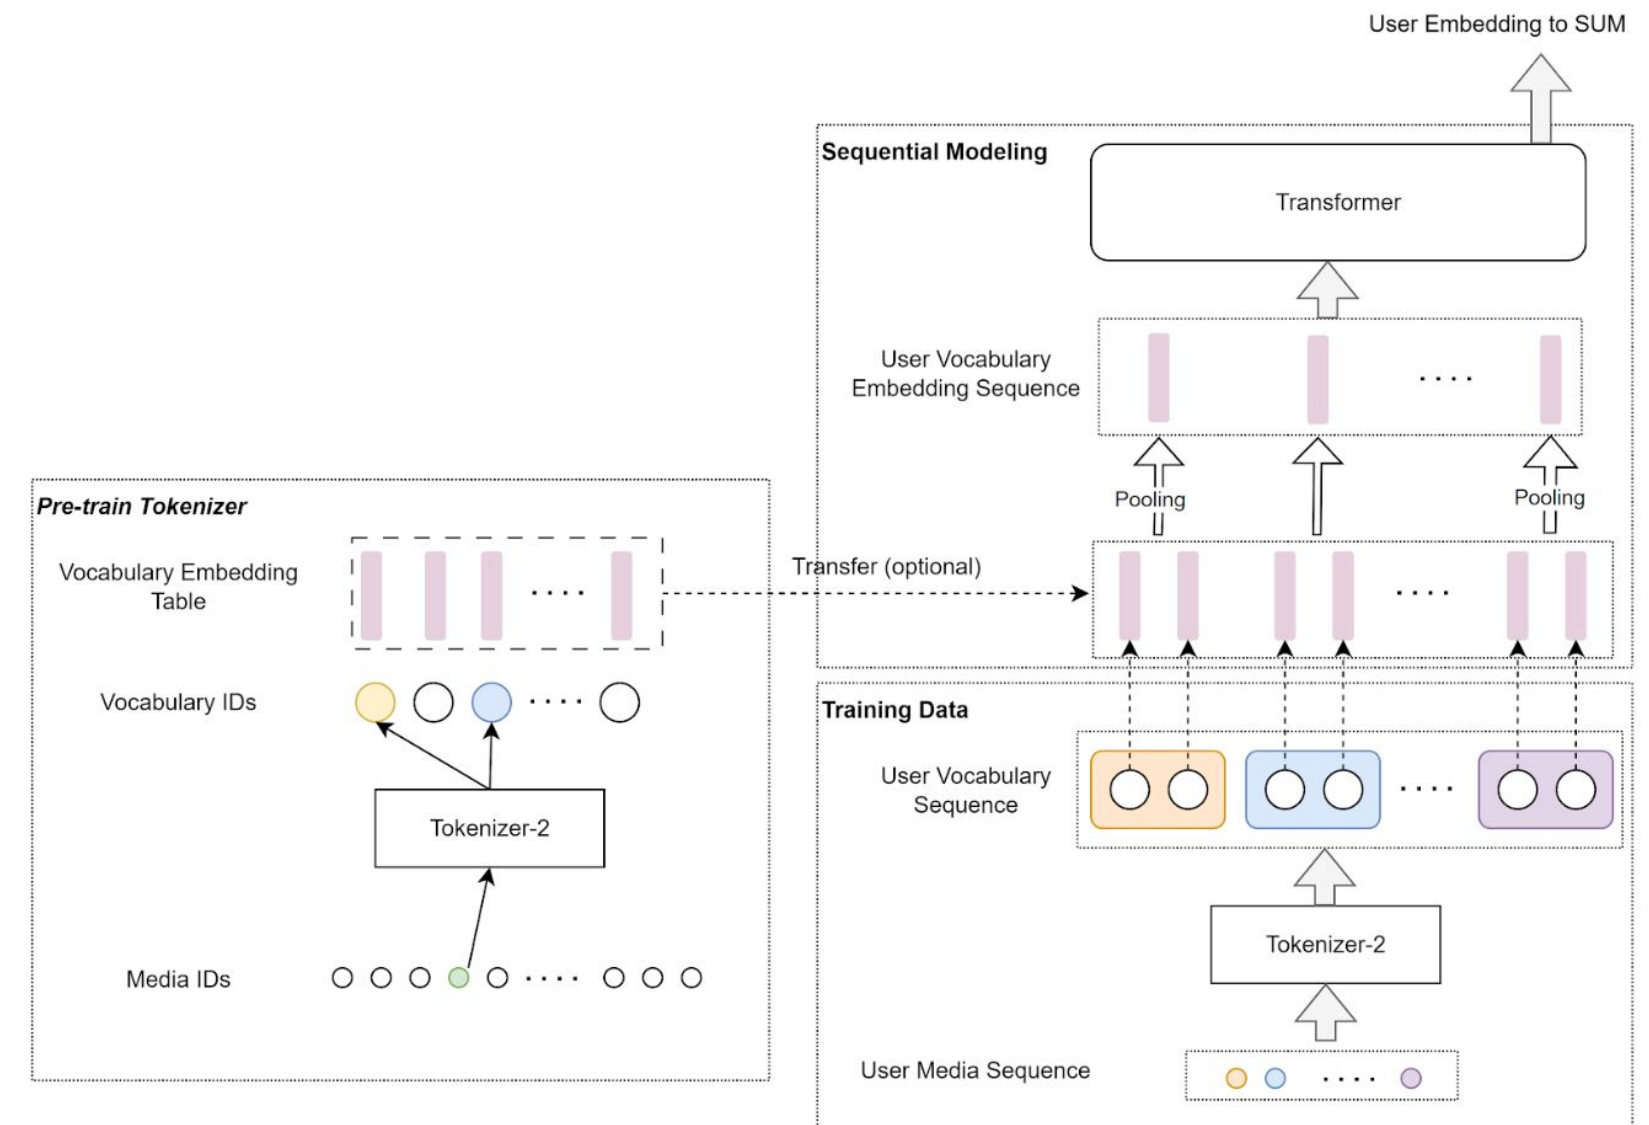 User Embedding to SUM
Sequential Modeling
Transformer
User Vocabulary
Embedding Sequence
Pooling
Pooling
Pre-train Tokenizer
Vocabulary Embedding
Table
Transfer (optional)
Vocabulary IDs
Tokenizer-2
Media IDs
Training Data
User Vocabulary
Sequence
Tokenizer-2
User Media Sequence